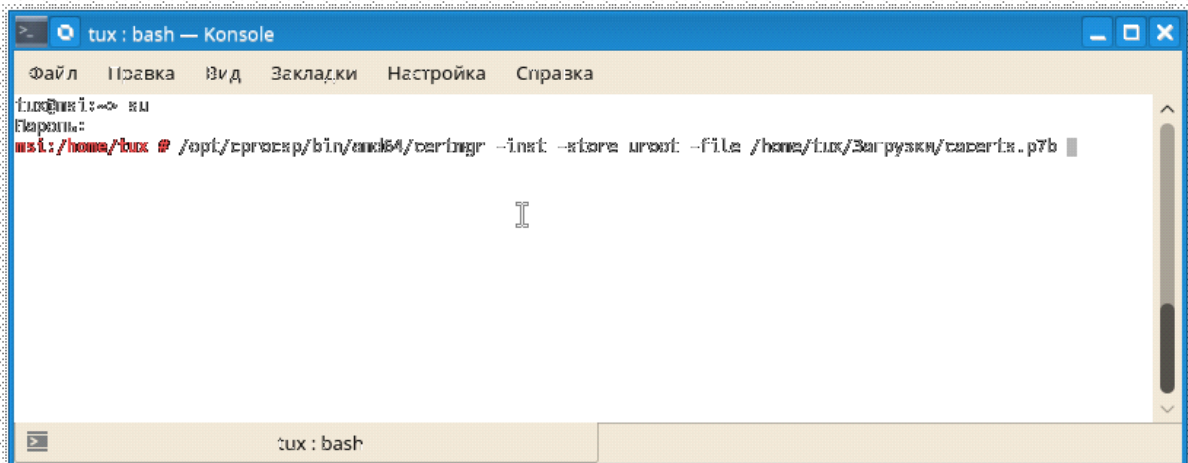 tux : bash — Konsole
Файл Правка Вид Закладки Настройка Справка
tux@msi:~> su
Пароль:
msi:/home/tux # /opt/cprocsp/bin/amd64/certmgr -inst -store uroot -file /home/tux/Загрузки/cacerts.p7b
tux : bash